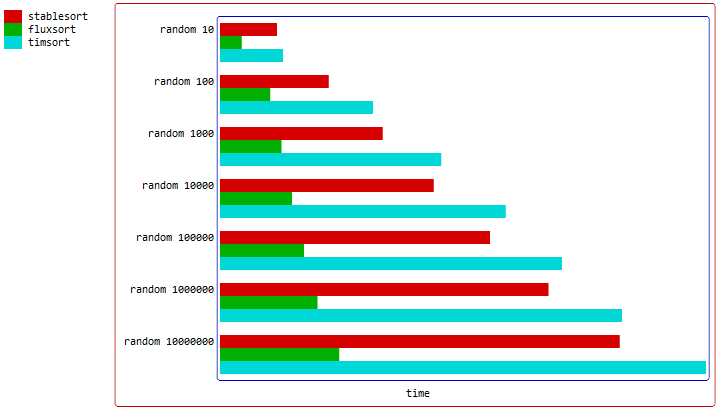 stablesort
fluxsort
timsort
random 10
random 100
random 1000
random 10000
random 100000
random 1000000
random 10000000
time